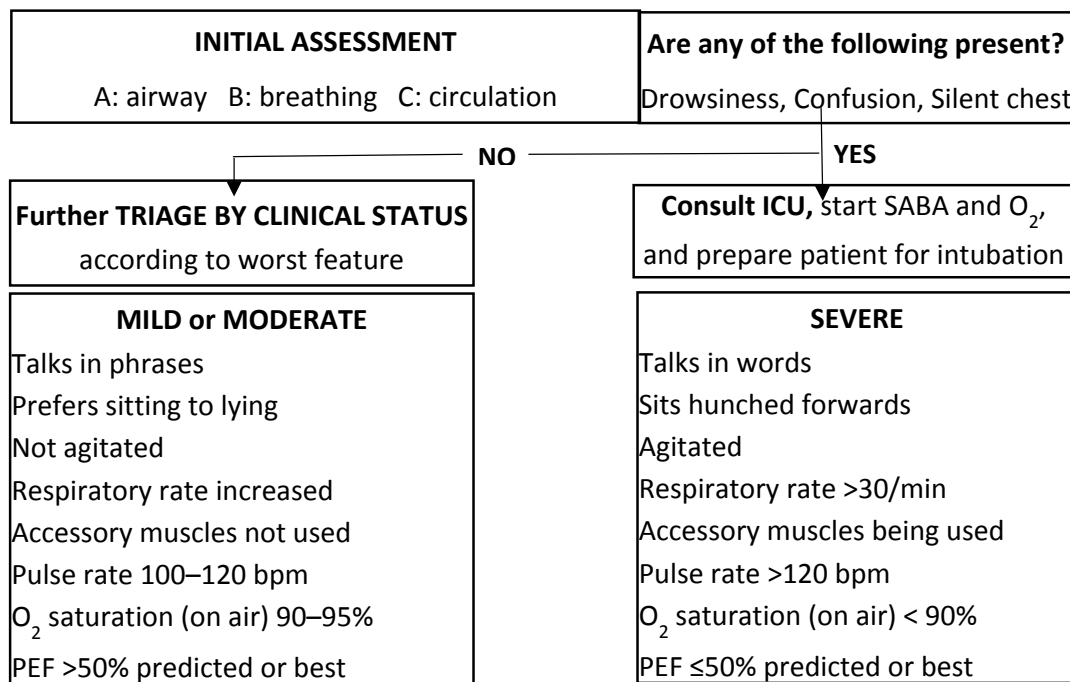 INITIAL ASSESSMENT
A: airway B: breathing C: circulation
Are any of the following present?
Drowsiness, Confusion, Silent chest
NO
YES
Further TRIAGE BY CLINICAL STATUS
according to worst feature
Consult ICU, start SABA and O₂,
and prepare patient for intubation
MILD or MODERATE
Talks in phrases
Prefers sitting to lying
Not agitated
Respiratory rate increased
Accessory muscles not used
Pulse rate 100–120 bpm
O₂ saturation (on air) 90–95%
PEF >50% predicted or best
SEVERE
Talks in words
Sits hunched forwards
Agitated
Respiratory rate >30/min
Accessory muscles being used
Pulse rate >120 bpm
O₂ saturation (on air) < 90%
PEF ≤50% predicted or best